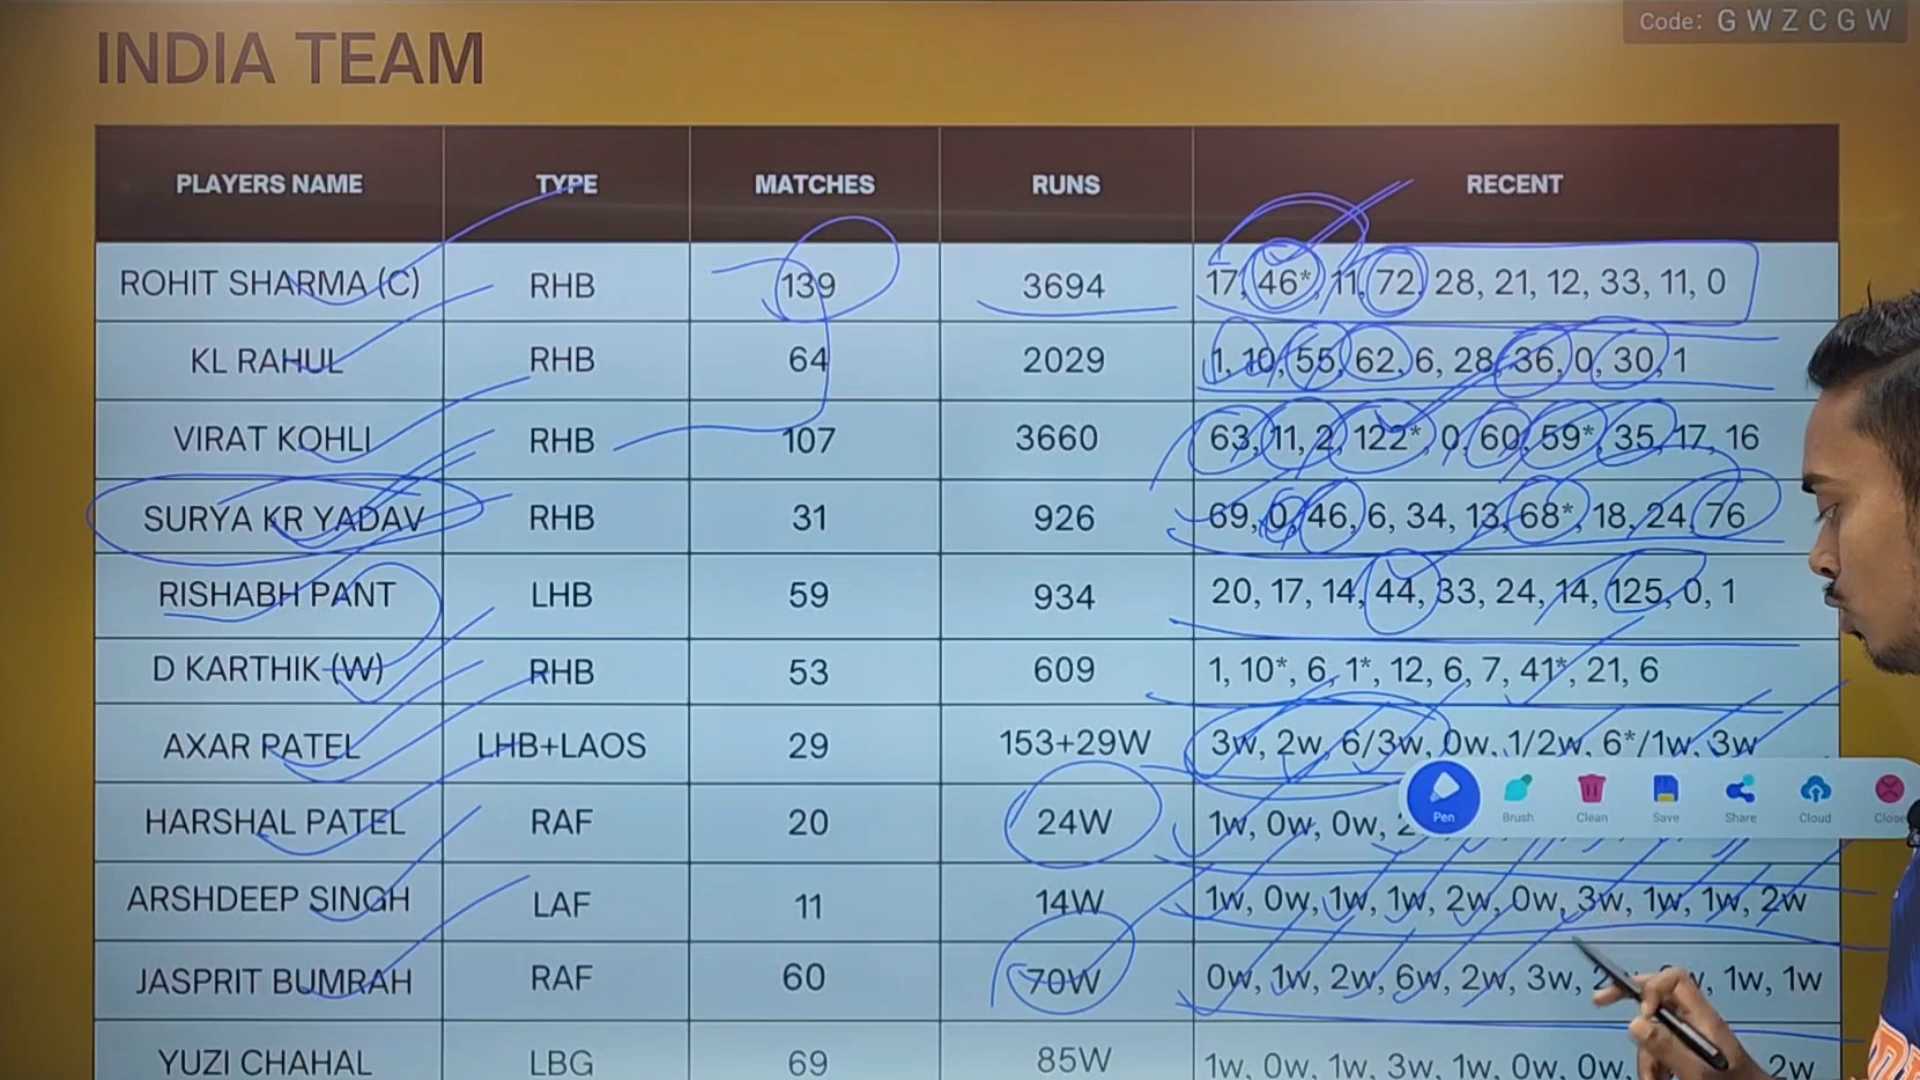 Code: G W Z C G W
INDIA TEAM
PLAYERS NAME TYPE MATCHES RUNS RECENT
ROHIT SHARMA (C) RHB 139 3694 17, 46*, 11, 72, 28, 21, 12, 33, 11, 0
KL RAHUL RHB 64 2029 1, 10, 55, 62, 6, 28, 36, 0, 30, 1
VIRAT KOHLI RHB 107 3660 63, 11, 2, 122*, 0, 60, 59*, 35, 17, 16
SURYA KR YADAV RHB 31 926 69, 0, 46, 6, 34, 13, 68*, 18, 24, 76
RISHABH PANT LHB 59 934 20, 17, 14, 44, 33, 24, 14, 125, 0, 1
D KARTHIK (W) RHB 53 609 1, 10*, 6, 1*, 12, 6, 7, 41*, 21, 6
AXAR PATEL LHB+LAOS 29 153+29W 3w, 2w, 6/3w, 0w, 1/2w, 6*/1w, 3w
Pen Brush Clean Save Share Cloud Close
HARSHAL PATEL RAF 20 24W 1w, 0w, 0w,
ARSHDEEP SINGH LAF 11 14W 1w, 0w, 1w, 1w, 2w, 0w, 3w, 1w, 1w, 2w
JASPRIT BUMRAH RAF 60 70W 0w, 1w, 2w, 6w, 2w, 3w, 1w, 1w
YUZI CHAHAL LBG 69 85W 1w, 0w, 1w, 3w, 1w, 0w, 0w, 2w